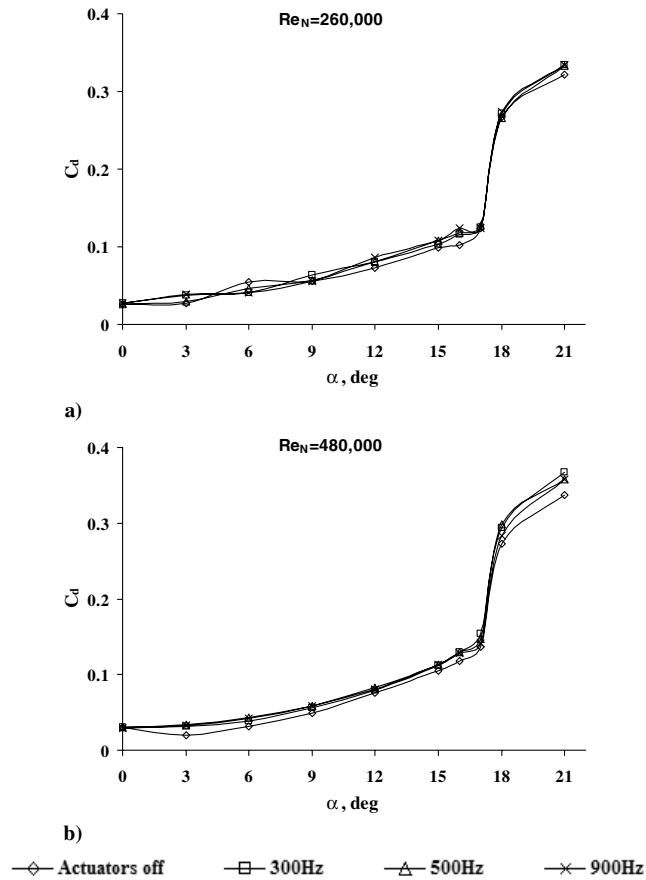 Re_N=260,000
0.4
0.3
0.2
0.1
0
C_d
0 3 6 9 12 15 18 21
α , deg
a)
Re_N=480,000
0.4
0.3
0.2
0.1
0
C_d
0 3 6 9 12 15 18 21
α , deg
b)
Actuators off 300Hz 500Hz 900Hz